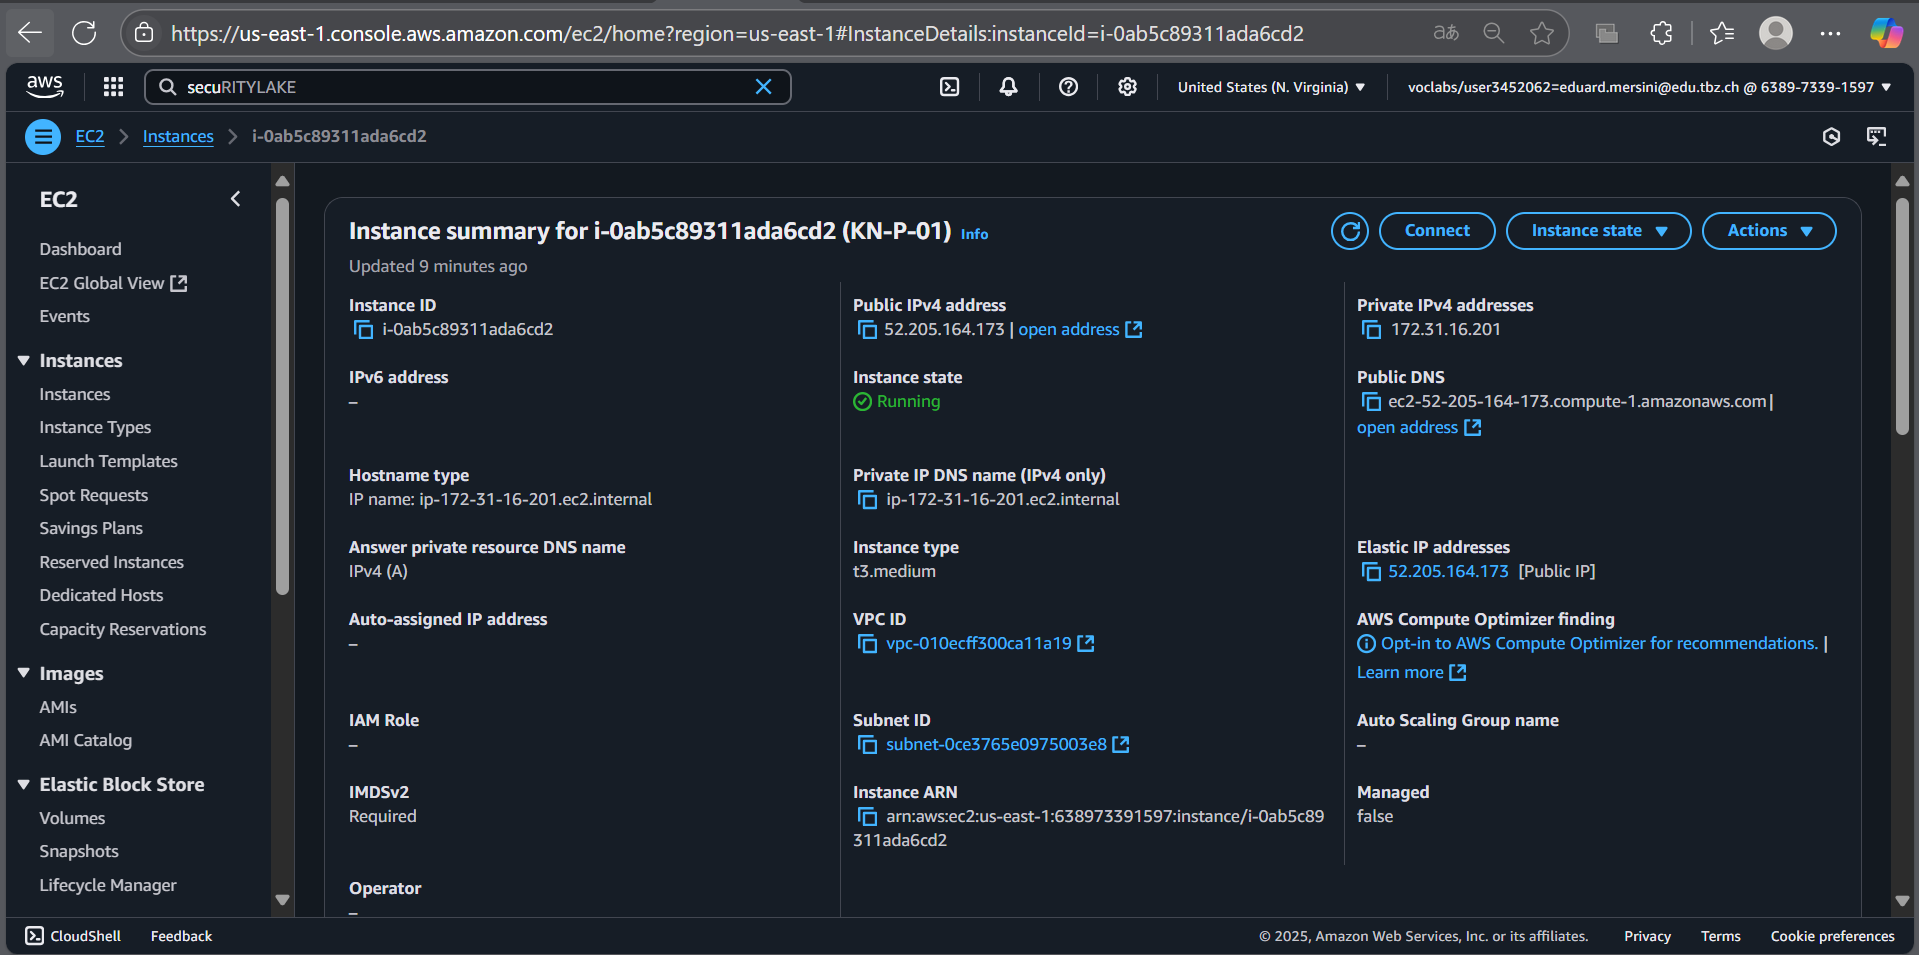 https://us-east-1.console.aws.amazon.com/ec2/home?region=us-east-1#InstanceDetails:instanceId=i-0ab5c89311ada6cd2
aあ
aws
secuRITYLAKE
United States (N. Virginia)
voclabs/user3452062=eduard.mersini@edu.tbz.ch @ 6389-7339-1597
EC2 > Instances > i-0ab5c89311ada6cd2
EC2
Dashboard
EC2 Global View
Events
Instances
Instances
Instance Types
Launch Templates
Spot Requests
Savings Plans
Reserved Instances
Dedicated Hosts
Capacity Reservations
Images
AMIs
AMI Catalog
Elastic Block Store
Volumes
Snapshots
Lifecycle Manager
Instance summary for i-0ab5c89311ada6cd2 (KN-P-01) Info
Connect
Instance state
Actions
Updated 9 minutes ago
Instance ID
i-0ab5c89311ada6cd2
Public IPv4 address
52.205.164.173 | open address
Private IPv4 addresses
172.31.16.201
IPv6 address
–
Instance state
Running
Public DNS
ec2-52-205-164-173.compute-1.amazonaws.com |
open address
Hostname type
IP name: ip-172-31-16-201.ec2.internal
Private IP DNS name (IPv4 only)
ip-172-31-16-201.ec2.internal
Answer private resource DNS name
IPv4 (A)
Instance type
t3.medium
Elastic IP addresses
52.205.164.173 [Public IP]
Auto-assigned IP address
–
VPC ID
vpc-010ecff300ca11a19
AWS Compute Optimizer finding
Opt-in to AWS Compute Optimizer for recommendations. |
Learn more
IAM Role
–
Subnet ID
subnet-0ce3765e0975003e8
Auto Scaling Group name
–
IMDSv2
Required
Instance ARN
arn:aws:ec2:us-east-1:638973391597:instance/i-0ab5c89
311ada6cd2
Managed
false
Operator
–
CloudShell
Feedback
© 2025, Amazon Web Services, Inc. or its affiliates.
Privacy
Terms
Cookie preferences